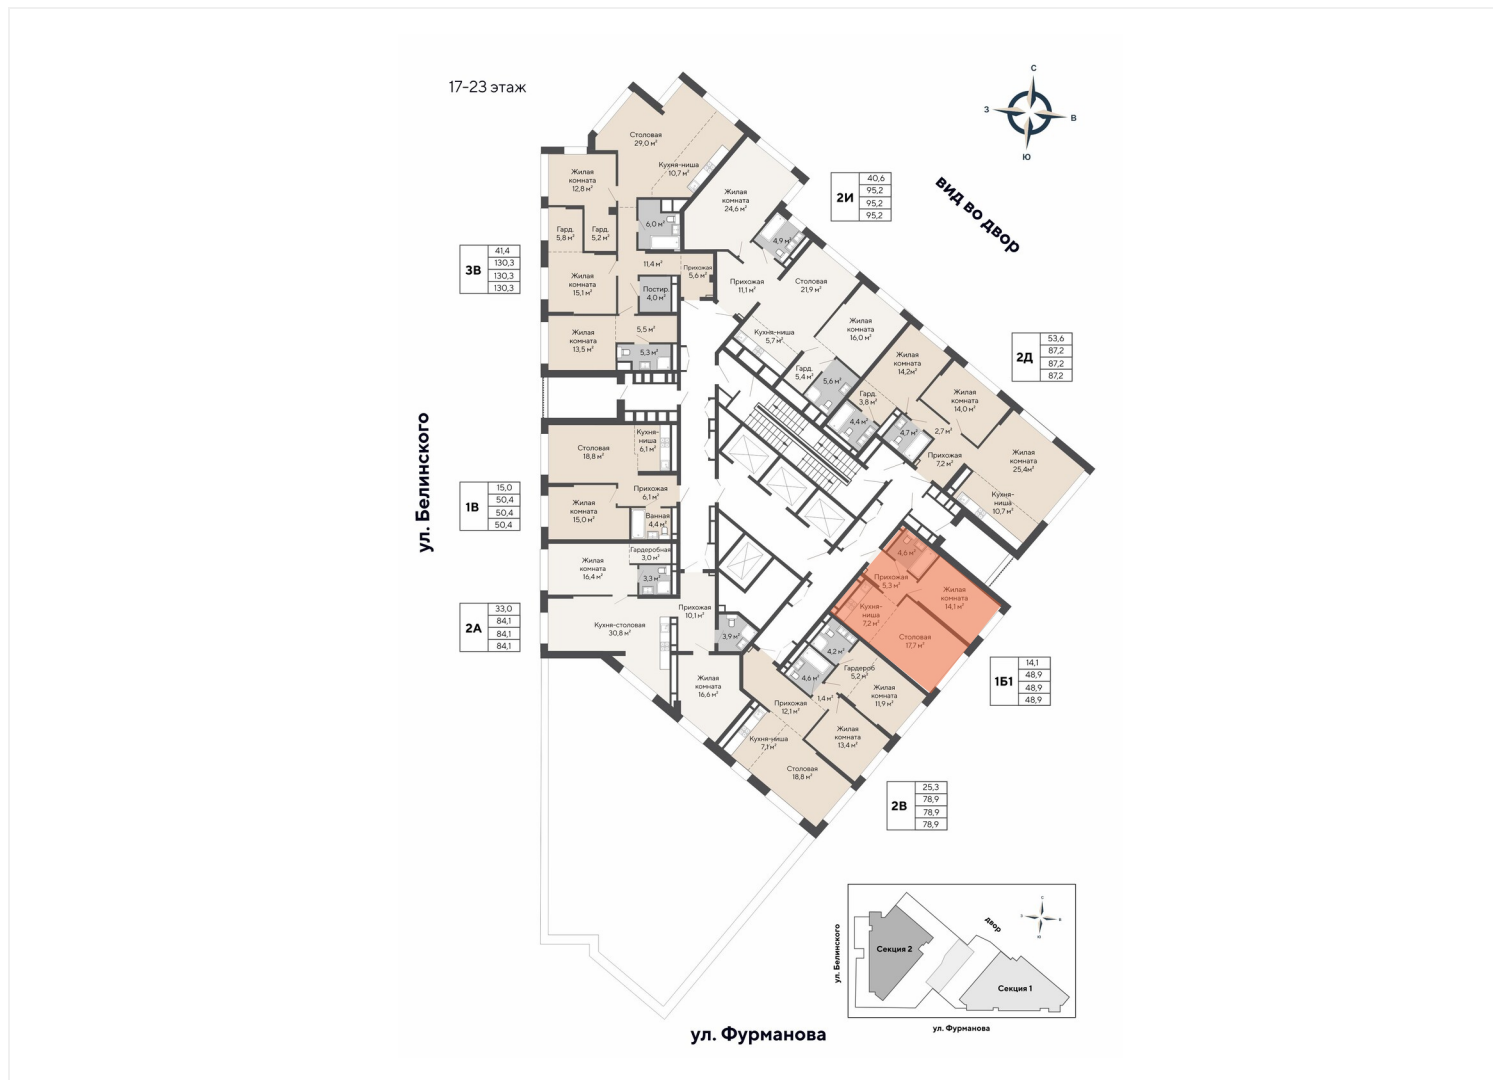 17-23 этаж
С
З
В
Ю
вид во двор
ул. Белинского
ул. Фурманова
Столовая
29,0 м²
Кухня-ниша
10,7 м²
Жилая
комната
12,8 м²
Гард.
5,8 м²
Гард.
5,2 м²
6,0 м²
11,4 м²
Прихожая
5,6 м²
Жилая
комната
15,1 м²
Постир.
4,0 м²
Жилая
комната
13,5 м²
5,5 м²
5,3 м²
3В
41,4
130,3
130,3
130,3
Жилая
комната
24,6 м²
4,9 м²
Прихожая
11,1 м²
Столовая
21,9 м²
Кухня-ниша
5,7 м²
Жилая
комната
16,0 м²
Гард.
5,4 м²
5,6 м²
2И
40,6
95,2
95,2
95,2
Жилая
комната
14,2м²
Гард.
3,8 м²
4,4 м²
Жилая
комната
14,0 м²
4,7 м²
2,7 м²
Прихожая
7,2 м²
Жилая
комната
25,4м²
Кухня-
ниша
10,7 м²
2Д
53,6
87,2
87,2
87,2
Столовая
18,8 м²
Кухня-
ниша
6,1 м²
Прихожая
6,1 м²
Жилая
комната
15,0 м²
Ванная
4,4 м²
1В
15,0
50,4
50,4
50,4
Жилая
комната
16,4 м²
Гардеробная
3,0 м²
3,3 м²
Прихожая
10,1 м²
Кухня-столовая
30,8 м²
3,9 м²
Жилая
комната
16,6 м²
2А
33,0
84,1
84,1
84,1
4,6 м²
Прихожая
5,3 м²
Жилая
комната
14,1 м²
Кухня-
ниша
7,2 м²
Столовая
17,7 м²
1Б1
14,1
48,9
48,9
48,9
4,2 м²
4,6 м²
Гардероб
5,2 м²
1,4 м²
Жилая
комната
11,9 м²
Прихожая
12,1 м²
Жилая
комната
13,4 м²
Кухня-ниша
7,1 м²
Столовая
18,8 м²
2В
25,3
78,9
78,9
78,9
ул. Белинского
Секция 2
двор
Секция 1
ул. Фурманова